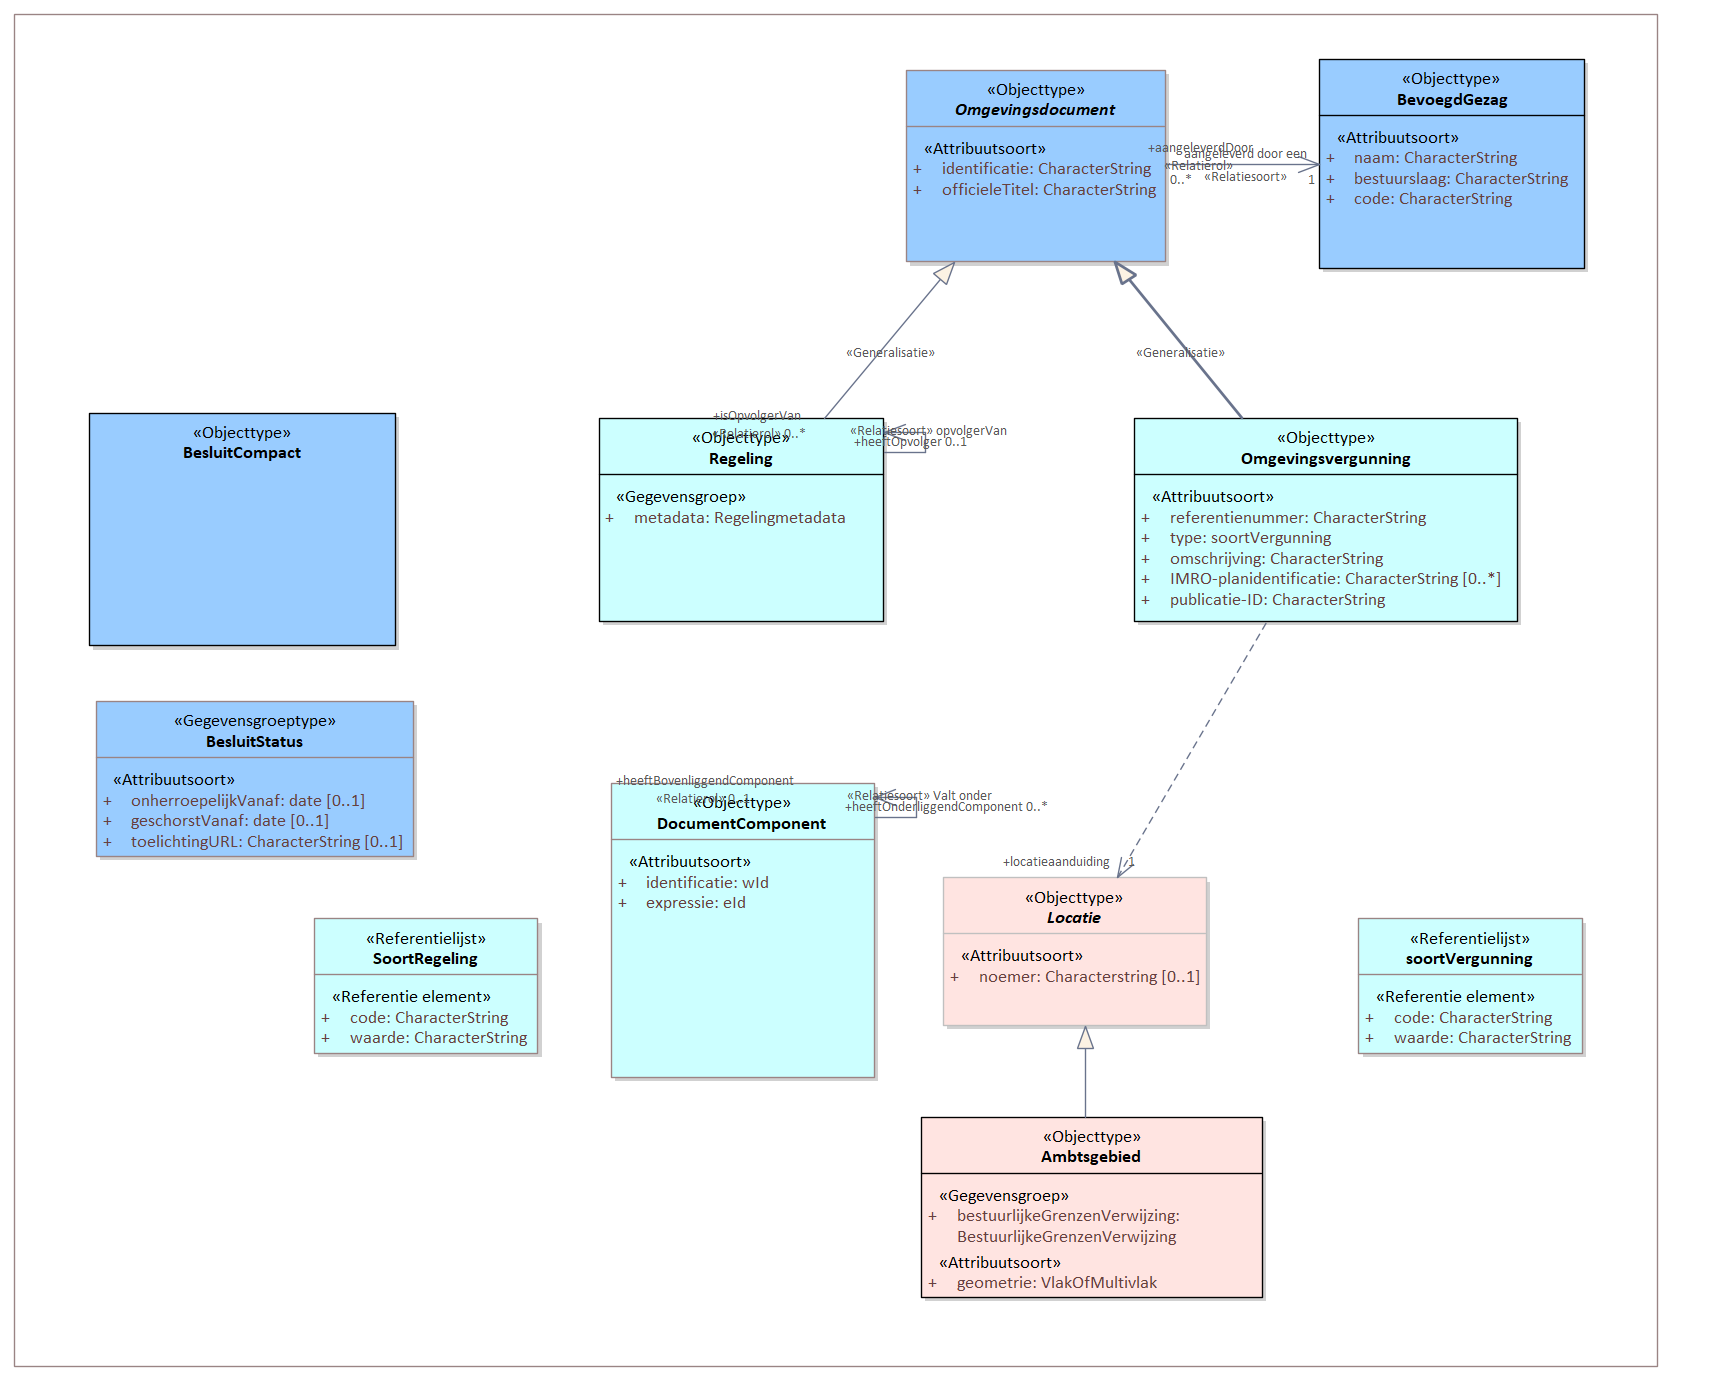 «Objecttype»
Omgevingsdocument
«Attribuutsoort»
+ identificatie: CharacterString
+ officieleTitel: CharacterString
«Objecttype»
BevoegdGezag
«Attribuutsoort»
+ naam: CharacterString
+ bestuurslaag: CharacterString
+ code: CharacterString
+aangeleverdDoor
aangeleverd door een
«Relatierol»
«Relatiesoort»
0..*
1
«Generalisatie»
«Generalisatie»
«Objecttype»
BesluitCompact
+isOpvolgerVan
«Relatierol» 0..*
«Objecttype»
Regeling
«Gegevensgroep»
+ metadata: Regelingmetadata
«Relatiesoort» opvolgerVan
+heeftOpvolger 0..1
«Objecttype»
Omgevingsvergunning
«Attribuutsoort»
+ referentienummer: CharacterString
+ type: soortVergunning
+ omschrijving: CharacterString
+ IMRO-planidentificatie: CharacterString [0..*]
+ publicatie-ID: CharacterString
«Gegevensgroeptype»
BesluitStatus
«Attribuutsoort»
+ onherroepelijkVanaf: date [0..1]
+ geschorstVanaf: date [0..1]
+ toelichtingURL: CharacterString [0..1]
+heeftBovenliggendComponent
«Relatierol» 0..1
«Objecttype»
DocumentComponent
«Attribuutsoort»
+ identificatie: wId
+ expressie: eId
«Relatiesoort» Valt onder
+heeftOnderliggendComponent 0..*
+locatieaanduiding
1
«Objecttype»
Locatie
«Attribuutsoort»
+ noemer: Characterstring [0..1]
«Referentielijst»
SoortRegeling
«Referentie element»
+ code: CharacterString
+ waarde: CharacterString
«Referentielijst»
soortVergunning
«Referentie element»
+ code: CharacterString
+ waarde: CharacterString
«Objecttype»
Ambtsgebied
«Gegevensgroep»
+ bestuurlijkeGrenzenVerwijzing:
BestuurlijkeGrenzenVerwijzing
«Attribuutsoort»
+ geometrie: VlakOfMultivlak